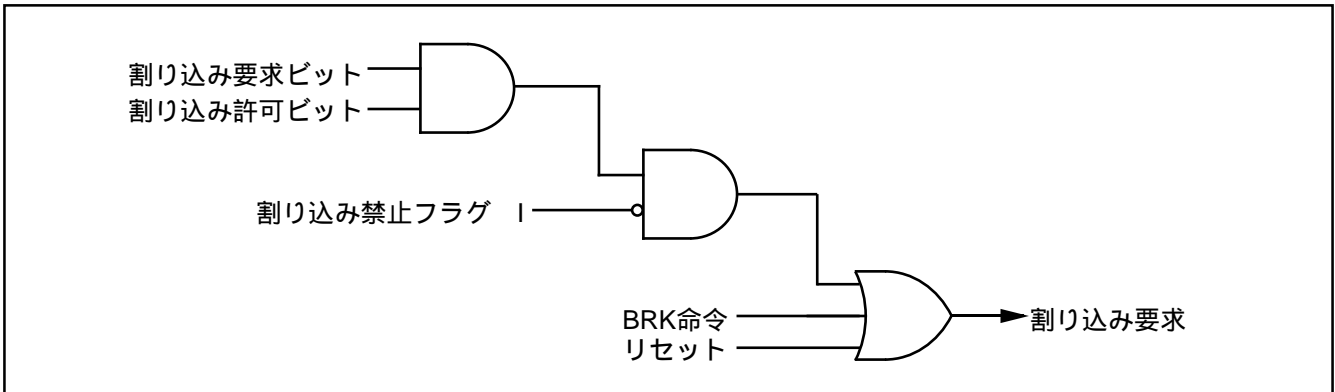 割り込み要求ビット
割り込み許可ビット
割り込み禁止フラグ I
BRK命令
リセット
割り込み要求